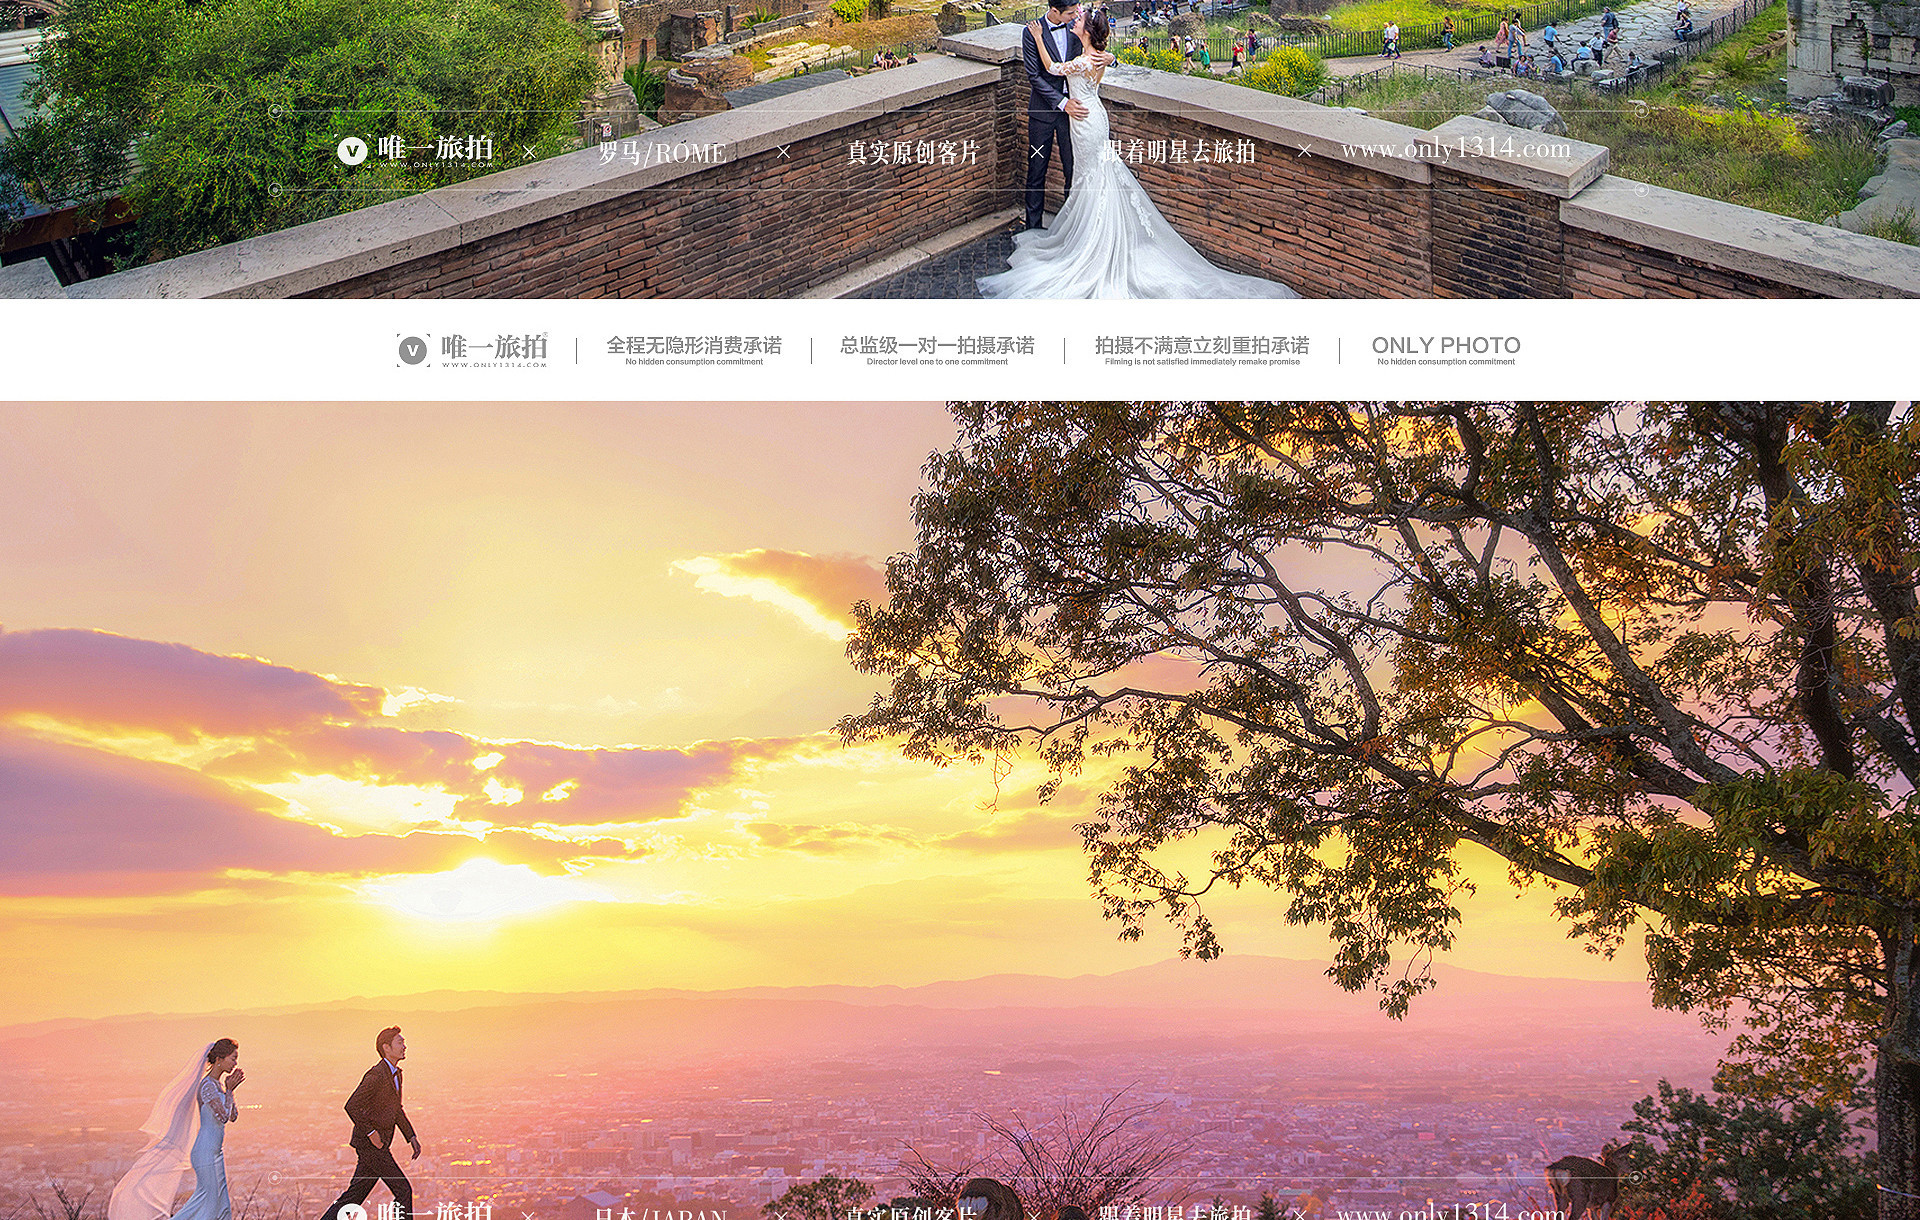 唯一旅拍 × 罗马/ROME × 真实原创客片 × 跟着明星去旅拍 × www.only1314.com
WWW.ONLY1314.COM
唯一旅拍® | 全程无隐形消费承诺 | 总监级一对一拍摄承诺 | 拍摄不满意立刻重拍承诺 | ONLY PHOTO
WWW.ONLY1314.COM No hidden consumption commitment Director level one to one commitment Filming is not satisfied immediately remake promise No hidden consumption commitment
唯一旅拍 × 日本/JAPAN × 真实原创客片 × 跟着明星去旅拍 × www.only1314.com